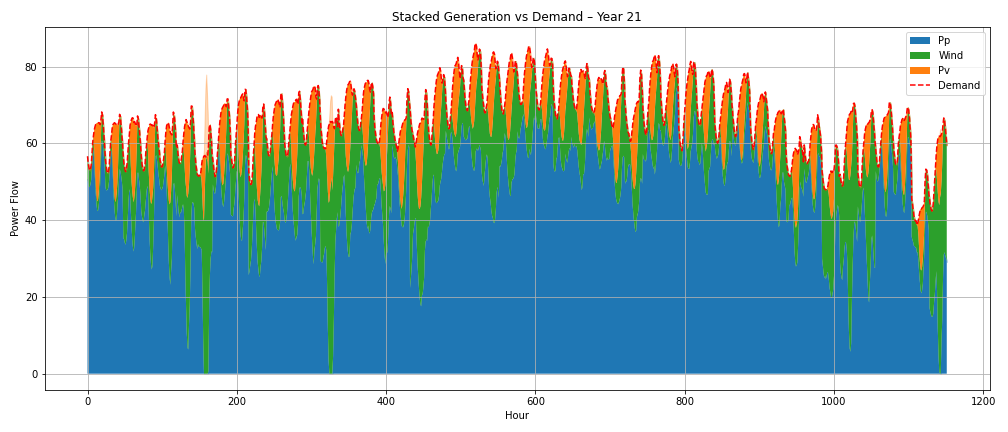 Stacked Generation vs Demand – Year 21
Pp
Wind
Pv
Demand
Power Flow
80
60
40
20
0
0 200 400 600 800 1000 1200
Hour